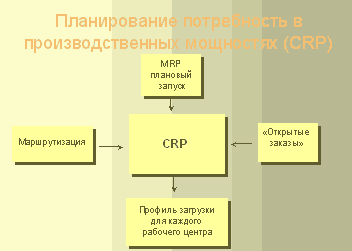 Планирование потребность в
производственных мощностях (CRP)
MRP
плановый
запуск
Маршрутизация
CRP
«Открытые
заказы»
Профиль загрузки
для каждого
рабочего центра